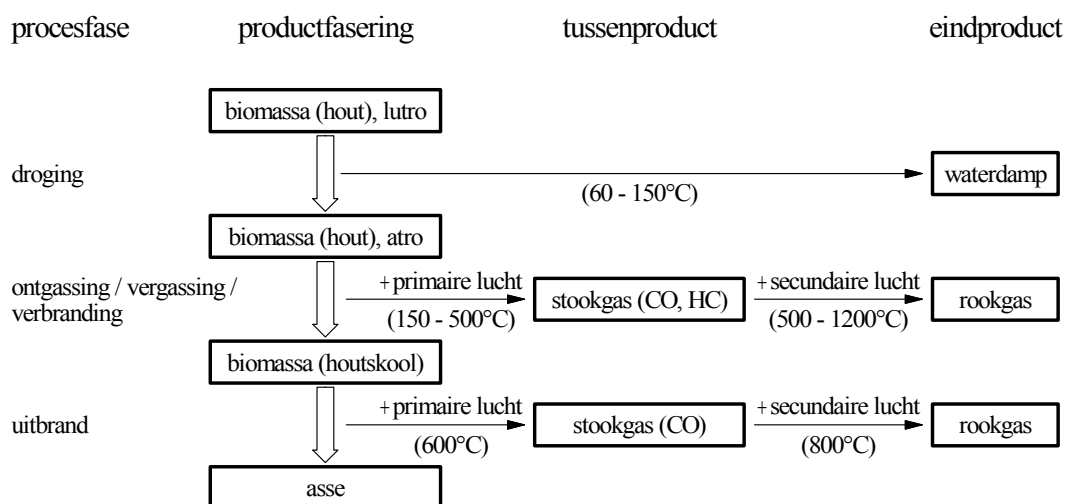 procesfase productfasering tussenproduct eindproduct
biomassa (hout), lutro
droging
(60 - 150°C)
waterdamp
biomassa (hout), atro
ontgassing / vergassing /
verbranding
+ primaire lucht
(150 - 500°C)
stookgas (CO, HC)
+ secundaire lucht
(500 - 1200°C)
rookgas
biomassa (houtskool)
uitbrand
+ primaire lucht
(600°C)
stookgas (CO)
+ secundaire lucht
(800°C)
rookgas
asse